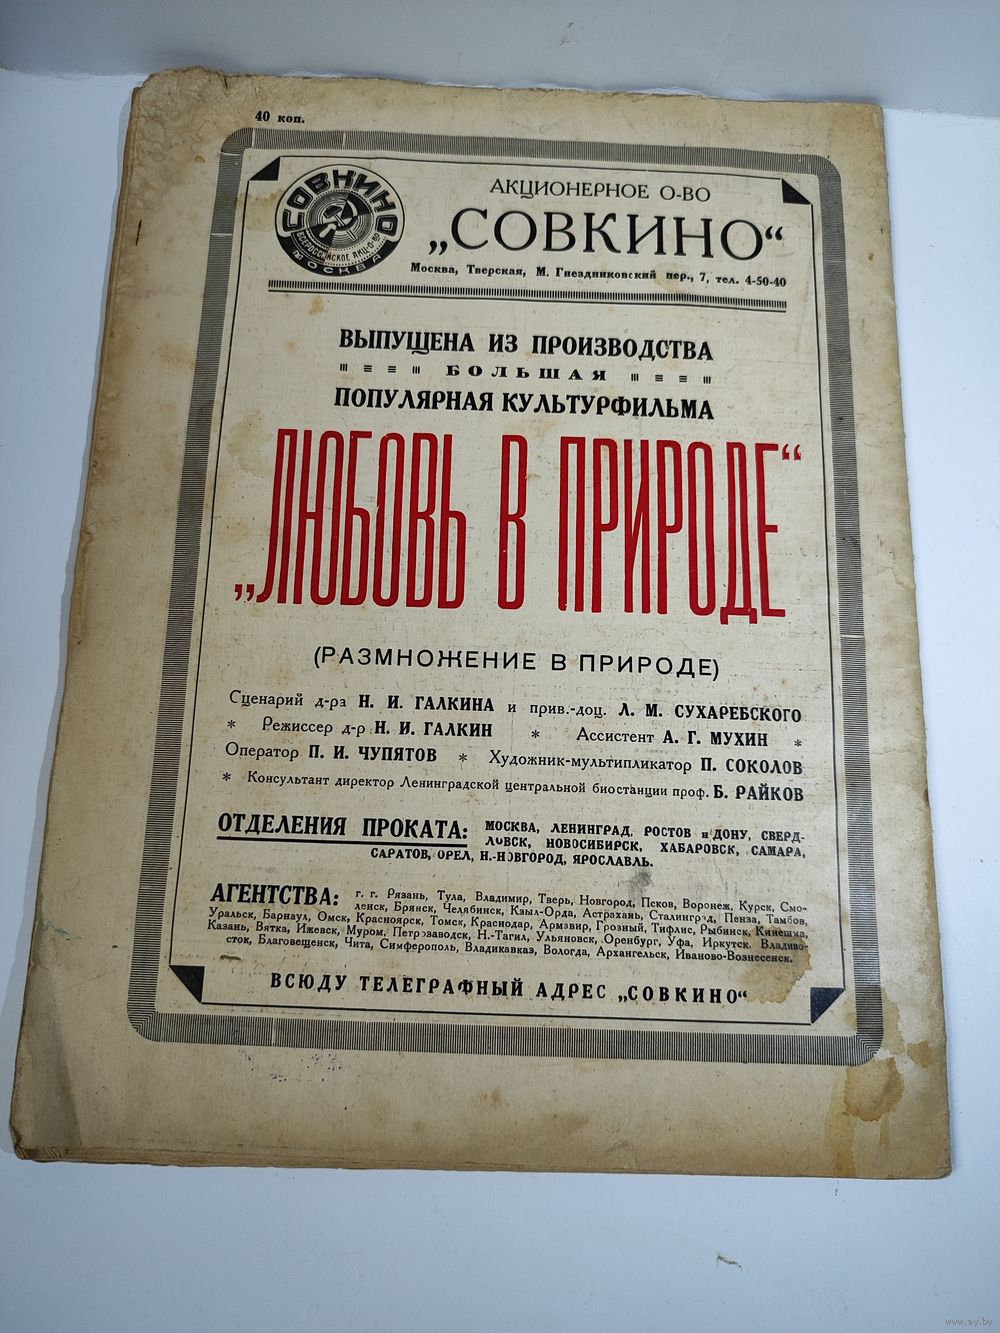 40 коп.
СОВКИНО
ВСЕРОССИЙСКОЕ АКЦ-О-ВО
МОСКВА
АКЦИОНЕРНОЕ О-ВО
„СОВКИНО“
Москва, Тверская, М. Гнездниковский пер., 7, тел. 4-50-40
ВЫПУЩЕНА ИЗ ПРОИЗВОДСТВА
БОЛЬШАЯ
ПОПУЛЯРНАЯ КУЛЬТУРФИЛЬМА
„ЛЮБОВЬ В ПРИРОДЕ“
(РАЗМНОЖЕНИЕ В ПРИРОДЕ)
Сценарий д-ра Н. И. ГАЛКИНА и прив.-доц. Л. М. СУХАРЕБСКОГО
* Режиссер д-р Н. И. ГАЛКИН * Ассистент А. Г. МУХИН *
Оператор П. И. ЧУПЯТОВ * Художник-мультипликатор П. СОКОЛОВ
* Консультант директор Ленинградской центральной биостанции проф. Б. РАЙКОВ
ОТДЕЛЕНИЯ ПРОКАТА: МОСКВА, ЛЕНИНГРАД, РОСТОВ н/ДОНУ, СВЕРД-
ЛОВСК, НОВОСИБИРСК, ХАБАРОВСК, САМАРА,
САРАТОВ, ОРЕЛ, Н.-НОВГОРОД, ЯРОСЛАВЛЬ.
АГЕНТСТВА: г. г. Рязань, Тула, Владимир, Тверь, Новгород, Псков, Воронеж, Курск, Смо-
ленск, Брянск, Челябинск, Кзыл-Орда, Астрахань, Сталинград, Пенза, Тамбов,
Уральск, Барнаул, Омск, Красноярск, Томск, Краснодар, Армавир, Грозный, Тифлис, Рыбинск, Кинешма,
Казань, Вятка, Ижевск, Муром, Петрозаводск, Н.-Тагил, Ульяновск, Оренбург, Уфа, Иркутск. Владиво-
сток, Благовещенск, Чита, Симферополь, Владикавказ, Вологда, Архангельск, Иваново-Вознесенск.
ВСЮДУ ТЕЛЕГРАФНЫЙ АДРЕС „СОВКИНО“
www.ay.by